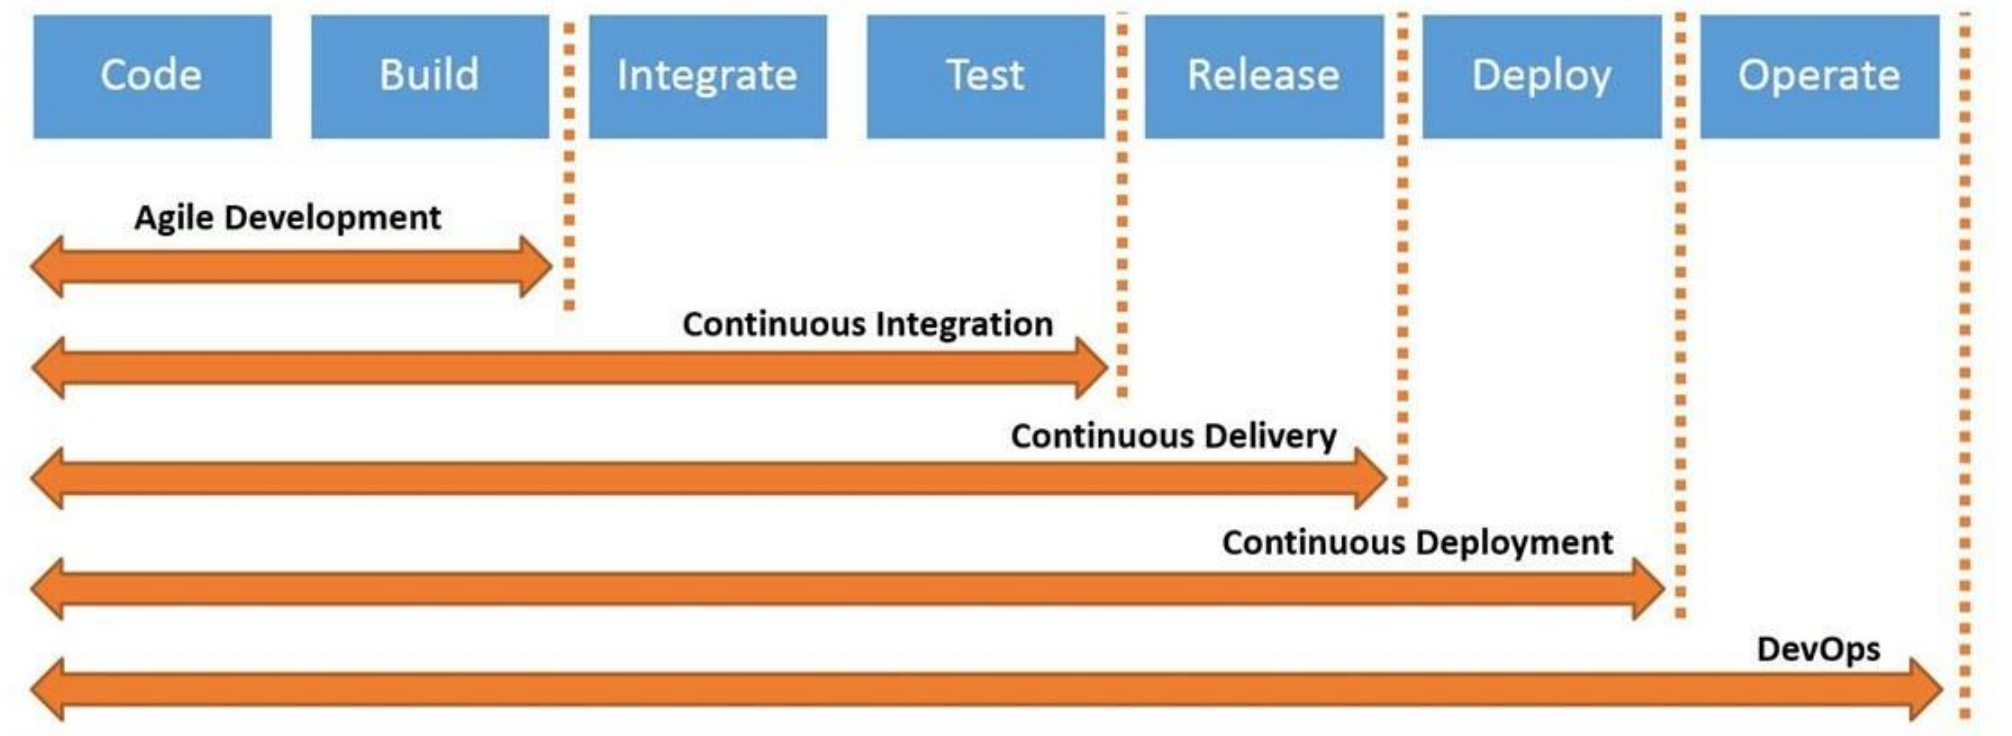 Code
Build
Integrate
Test
Release
Deploy
Operate
Agile Development
Continuous Integration
Continuous Delivery
Continuous Deployment
DevOps